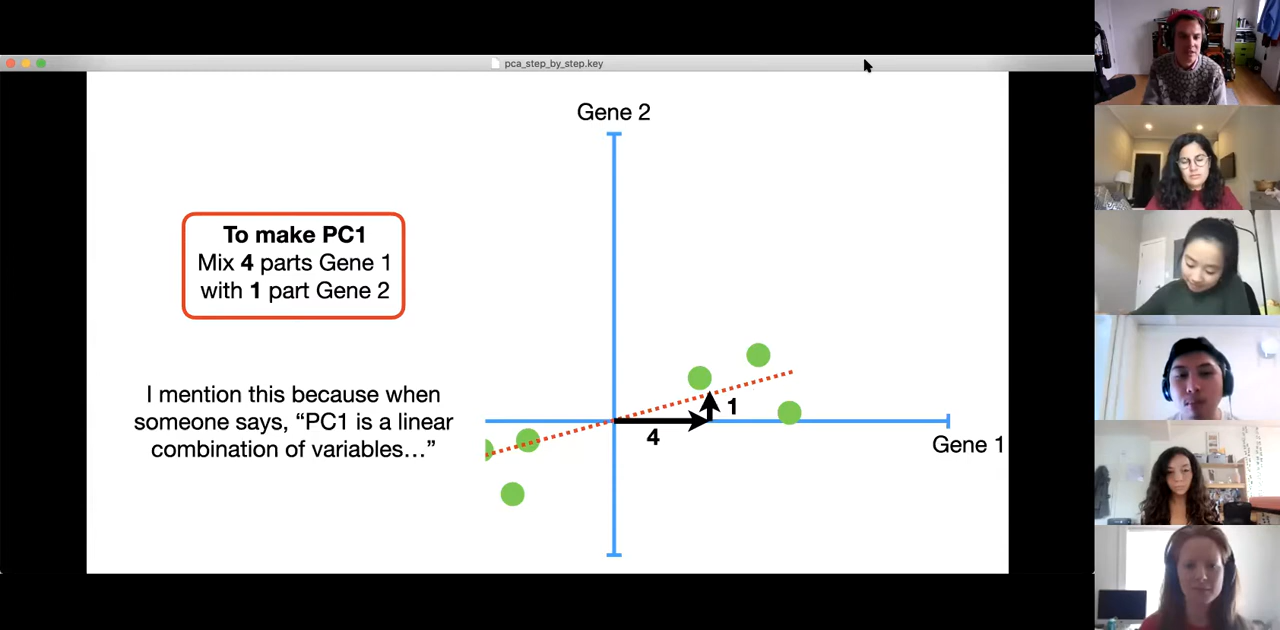 pca_step_by_step.key
Gene 2
To make PC1
Mix 4 parts Gene 1
with 1 part Gene 2
I mention this because when
someone says, “PC1 is a linear
combination of variables…”
1
4
Gene 1